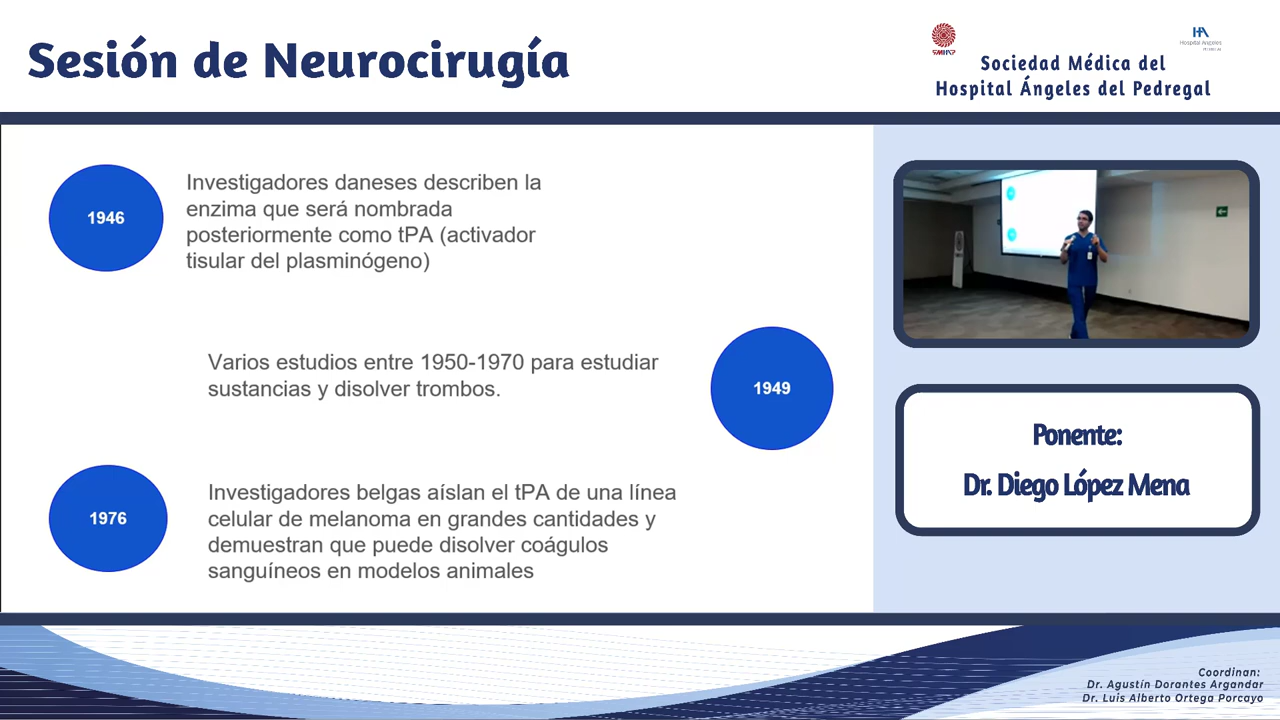 Sesión de Neurocirugía
SMHAP
HA
Hospital Angeles
Sociedad Médica del
Hospital Ángeles del Pedregal
1946
Investigadores daneses describen la
enzima que será nombrada
posteriormente como tPA (activador
tisular del plasminógeno)
Varios estudios entre 1950-1970 para estudiar
sustancias y disolver trombos.
1949
1976
Investigadores belgas aíslan el tPA de una línea
celular de melanoma en grandes cantidades y
demuestran que puede disolver coágulos
sanguíneos en modelos animales
Ponente:
Dr. Diego López Mena
Coordinan:
Dr. Agustín Dorantes Argandar
Dr. Luis Alberto Ortega Porcayo